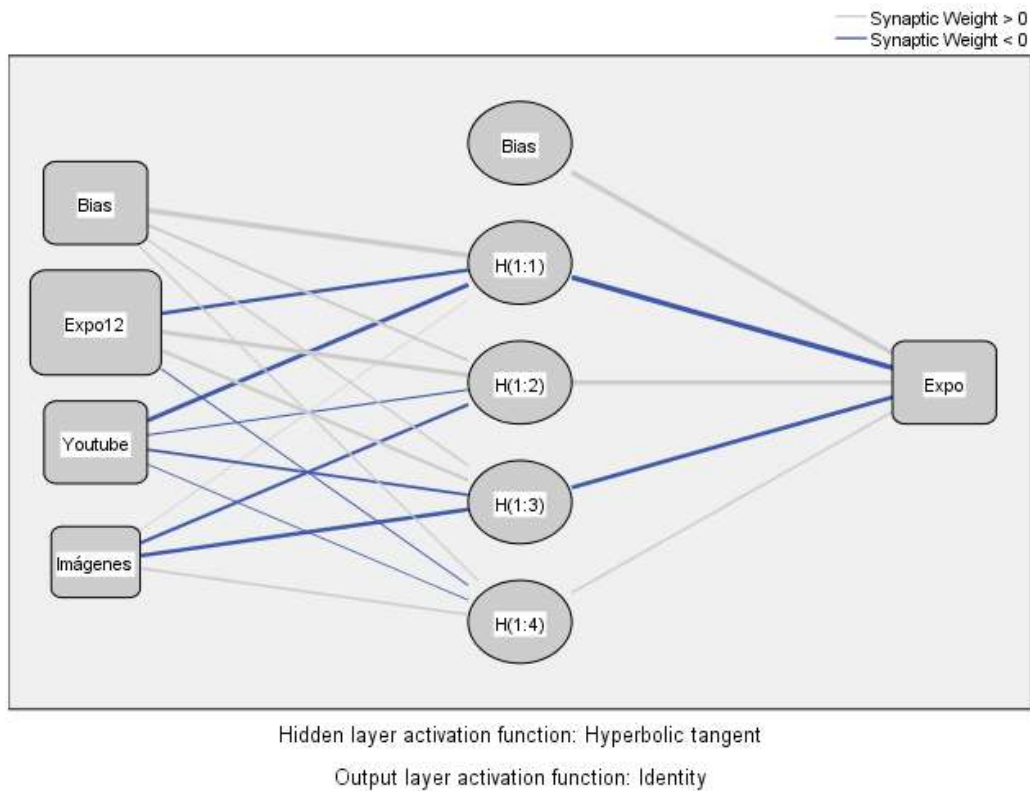 Synaptic Weight > 0
Synaptic Weight < 0
Bias
Expo12
Youtube
Imágenes
Bias
H(1:1)
H(1:2)
H(1:3)
H(1:4)
Expo
Hidden layer activation function: Hyperbolic tangent
Output layer activation function: Identity